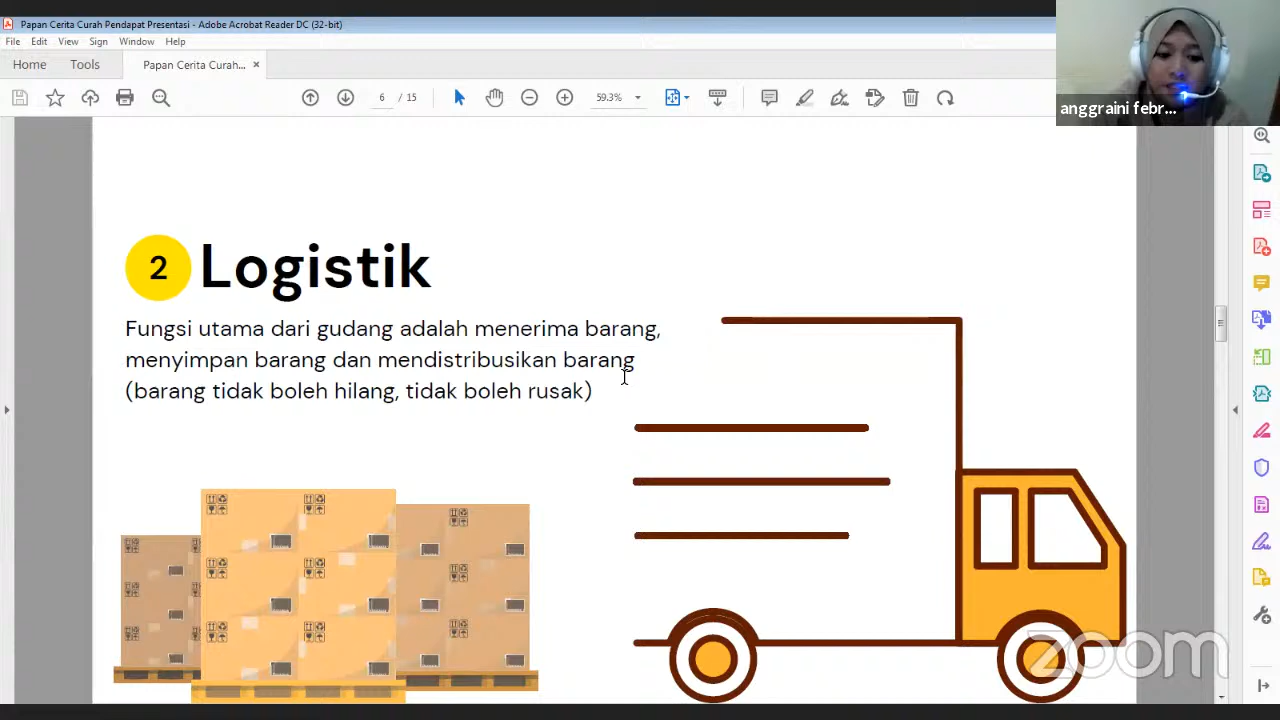 Papan Cerita Curah Pendapat Presentasi - Adobe Acrobat Reader DC (32-bit)
File Edit View Sign Window Help
Home Tools Papan Cerita Curah... ×
6 / 15 59.3%
anggraini febr...
2 Logistik
Fungsi utama dari gudang adalah menerima barang,
menyimpan barang dan mendistribusikan barang
(barang tidak boleh hilang, tidak boleh rusak)
zoom